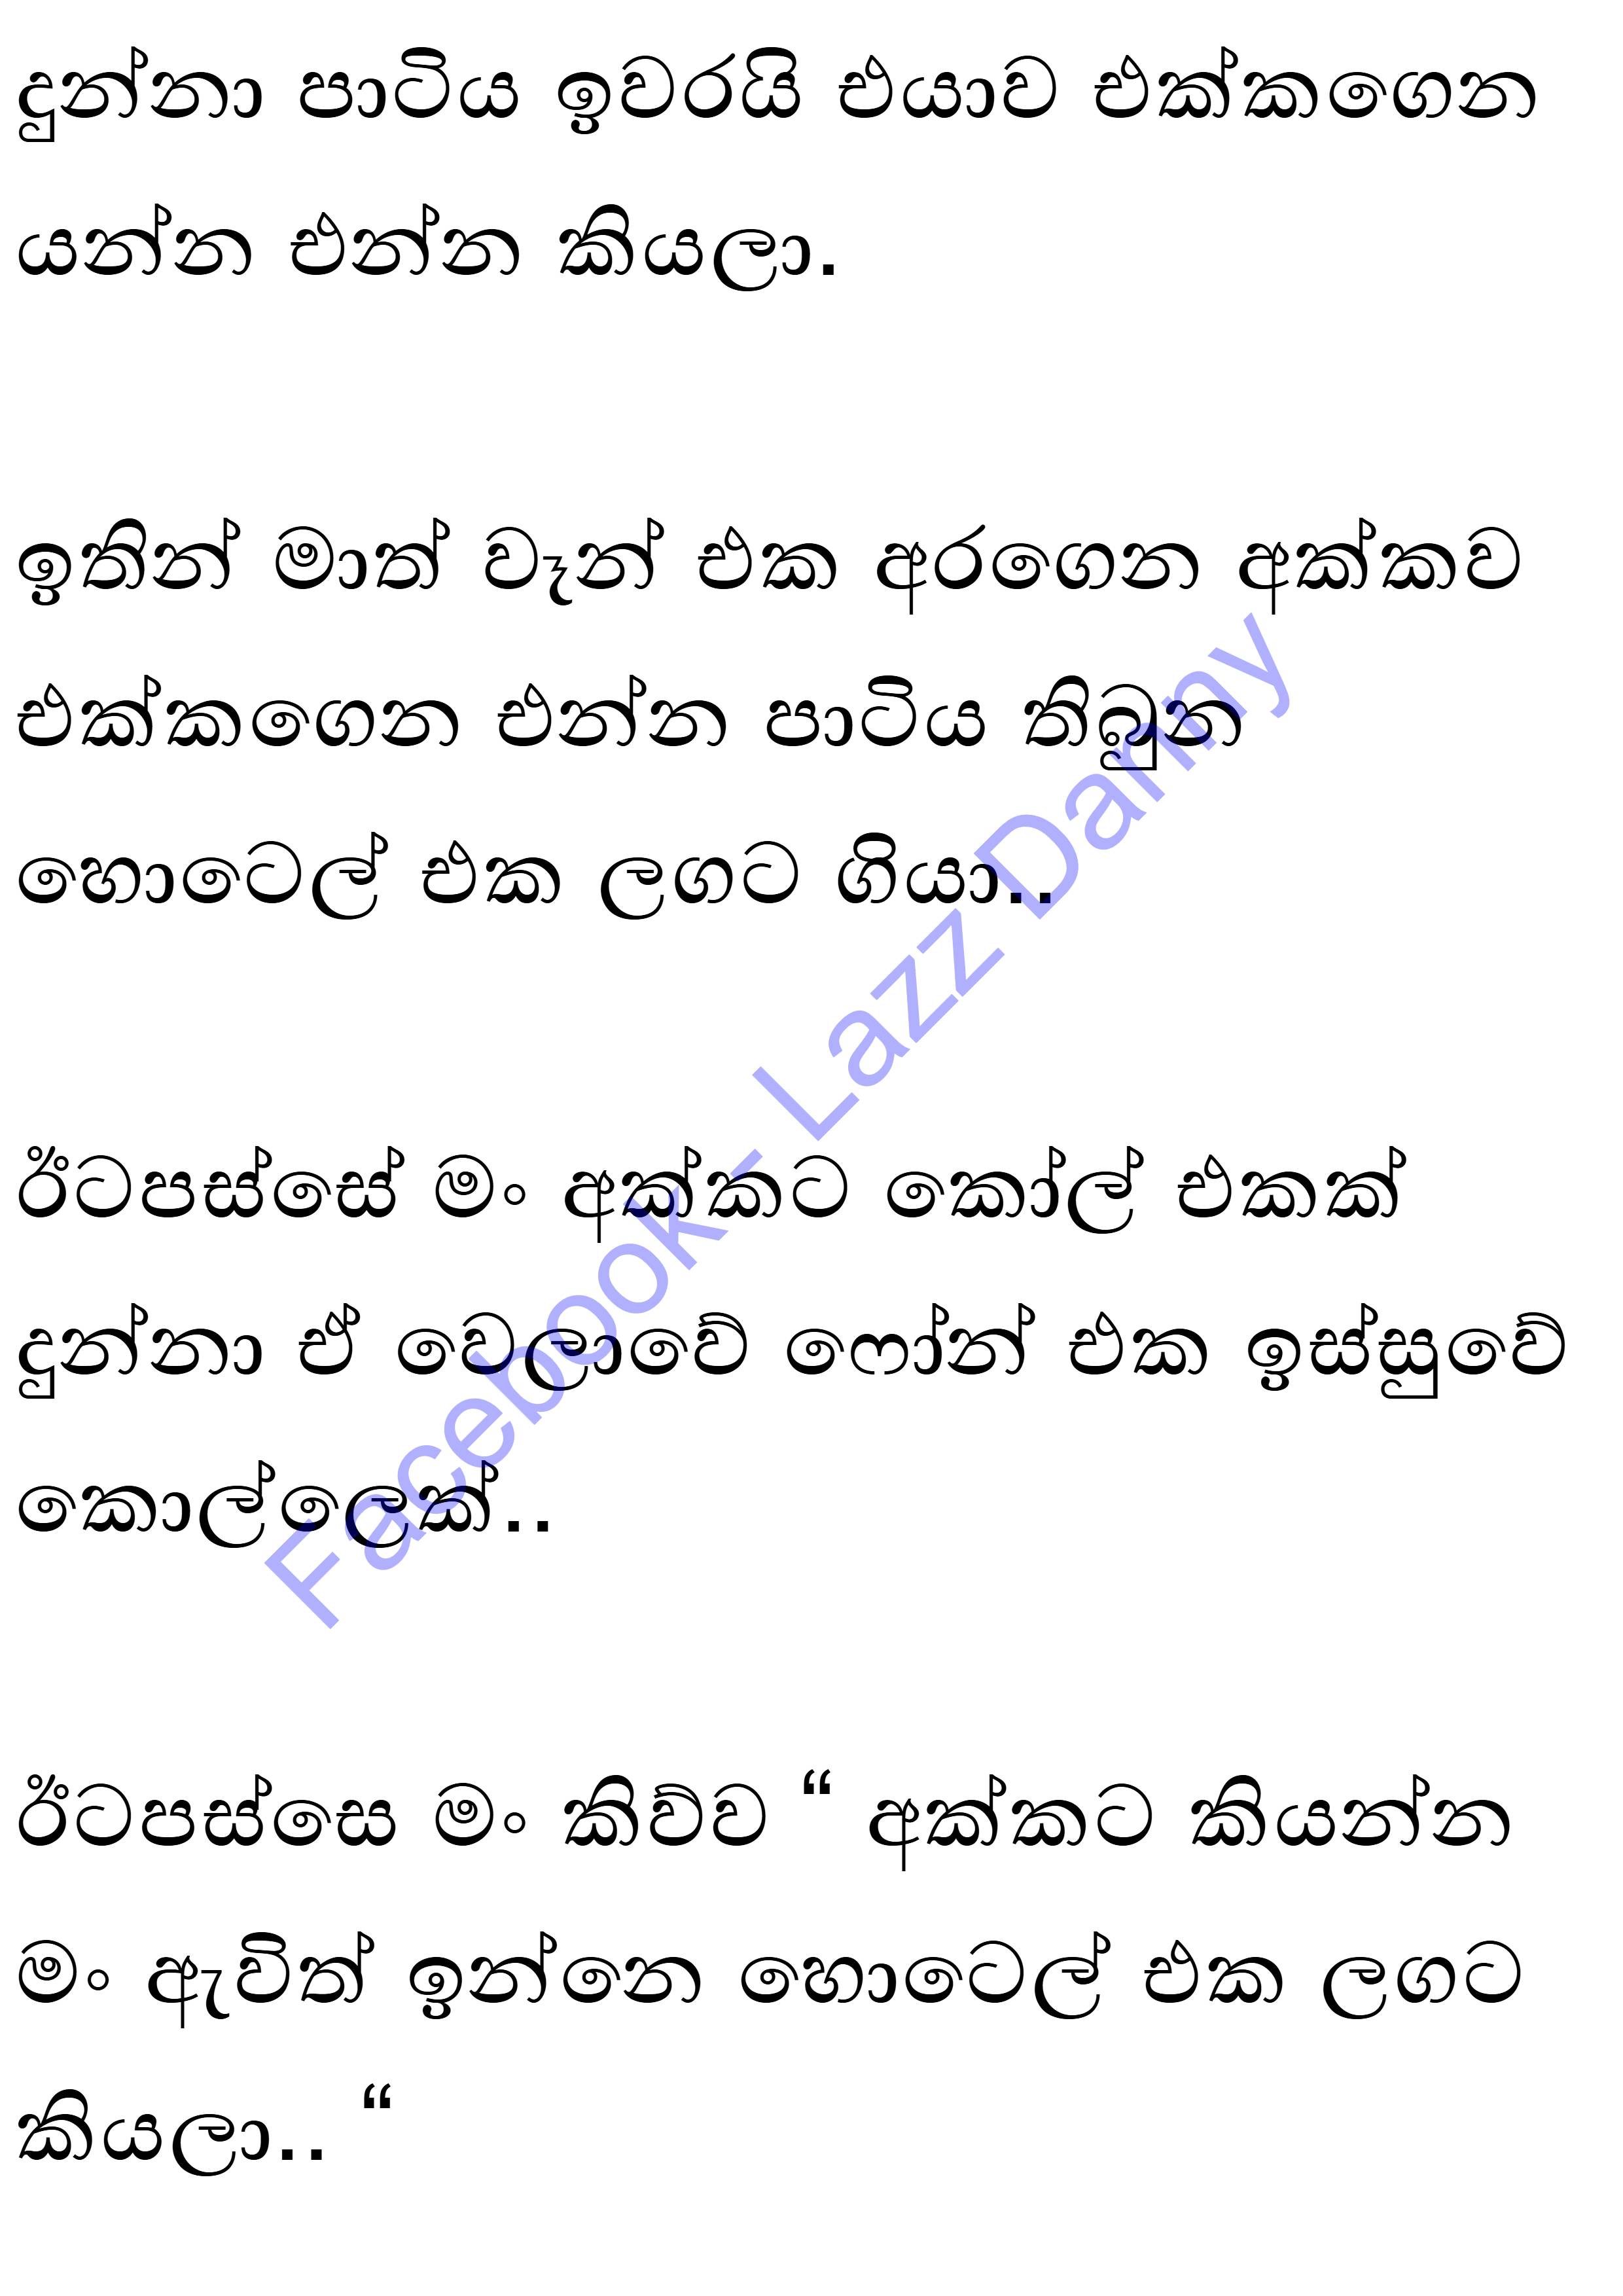 දුන්නා පාටිය ඉවරයි එයාව එක්කගෙන
යන්න එන්න කියලා.
ඉතින් මාත් වෑන් එක අරගෙන අක්කව
එක්කගෙන එන්න පාටිය තිබුන
හොටෙල් එක ලගට ගියා..
ඊටපස්සේ මං අක්කට කෝල් එකක්
දුන්නා ඒ වෙලාවේ ෆෝන් එක ඉස්සුවේ
කොල්ලෙක්..
ඊටපස්සෙ මං කිව්ව “ අක්කට කියන්න
මං ඇවිත් ඉන්නෙ හොටෙල් එක ලගට
කියලා.. “
Facebook- Lazz Danny